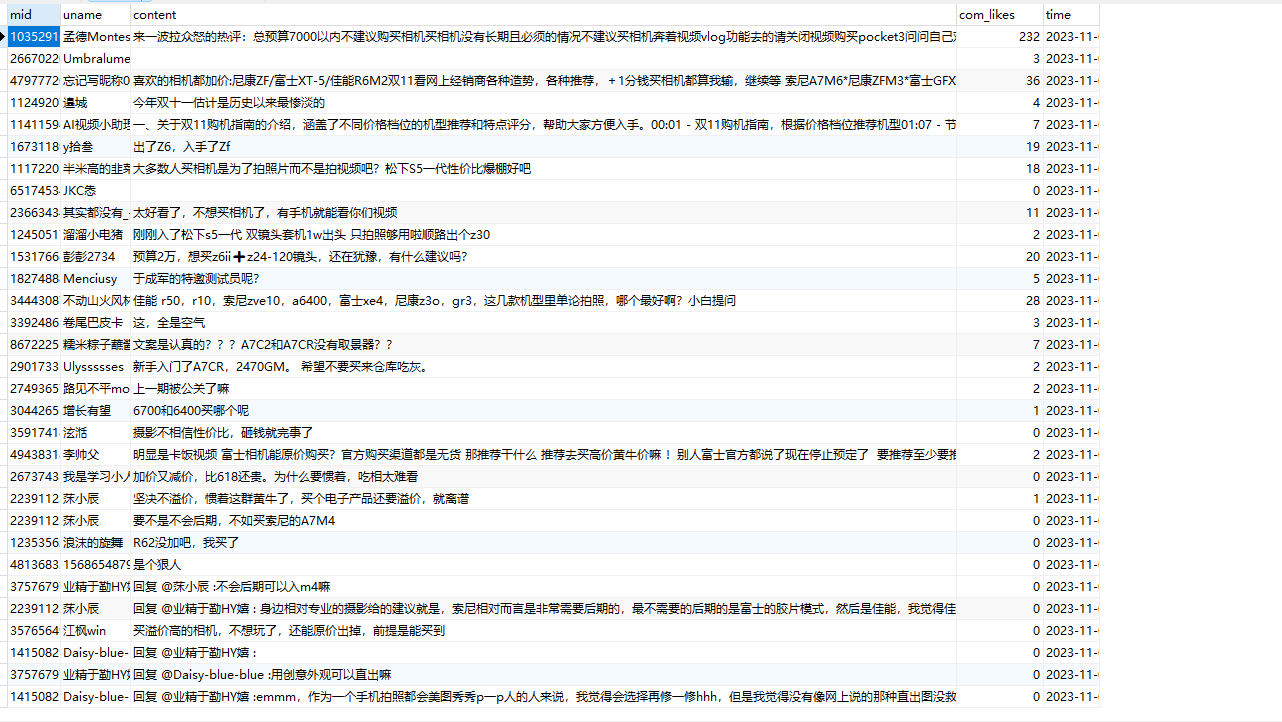 mid uname content com_likes time
1035291 孟德Montes 来一波拉众怒的热评：总预算7000以内不建议购买相机买相机没有长期且必须的情况不建议买相机奔着视频vlog功能去的请关闭视频购买pocket3问问自己 232 2023-11-
2667022 Umbralume 3 2023-11-
4797772 忘记写昵称 喜欢的相机都加价:尼康ZF/富士XT-5/佳能R6M2双11看网上经销商各种造势，各种推荐，＋1分钱买相机都算我输，继续等 索尼A7M6*尼康ZFM3*富士GFX 36 2023-11-
1124920 邊城 今年双十一估计是历史以来最惨淡的 4 2023-11-
1141159 AI视频小助理 一、关于双11购机指南的介绍，涵盖了不同价格档位的机型推荐和特点评分，帮助大家方便入手。00:01 - 双11购机指南，根据价格档位推荐机型01:07 - 节 7 2023-11-
1673118 y拾叁 出了Z6，入手了Zf 19 2023-11-
1117220 半米高的韭菜 大多数人买相机是为了拍照片而不是拍视频吧？松下S5一代性价比爆棚好吧 18 2023-11-
6517453 JKC怣 0 2023-11-
2366343 其实都没有_ 太好看了，不想买相机了，有手机就能看你们视频 11 2023-11-
1245051 溜溜小电猪 刚刚入了松下s5一代 双镜头套机1w出头 只拍照够用啦顺路出个z30 2 2023-11-
1531766 彭彭2734 预算2万，想买z6ii➕z24-120镜头，还在犹豫，有什么建议吗？ 20 2023-11-
1827488 Menciusy 于成军的特邀测试员呢？ 5 2023-11-
3444308 不动山火风林 佳能 r50，r10，索尼zve10，a6400，富士xe4，尼康z3o，gr3，这几款机型里单论拍照，哪个最好啊？小白提问 28 2023-11-
3392486 卷尾巴皮卡 这，全是空气 3 2023-11-
8672225 糯米粽子蘸 文案是认真的？？？A7C2和A7CR没有取景器？？ 7 2023-11-
2901733 Ulyssssses 新手入门了A7CR，2470GM。 希望不要买来仓库吃灰。 2 2023-11-
2749365 路见不平mo 上一期被公关了嘛 2 2023-11-
3044265 增长有望 6700和6400买哪个呢 1 2023-11-
3591741 泫湉 摄影不相信性价比，砸钱就完事了 0 2023-11-
4943831 李帅父 明显是卡饭视频 富士相机能原价购买？官方购买渠道都是无货 那推荐干什么 推荐去买高价黄牛价嘛 ！别人富士官方都说了现在停止预定了 要推荐至少要推 2 2023-11-
2673743 我是学习小人 加价又减价，比618还贵。为什么要惯着，吃相太难看 0 2023-11-
2239112 莯小辰 坚决不溢价，惯着这群黄牛了，买个电子产品还要溢价，就离谱 1 2023-11-
2239112 莯小辰 要不是不会后期，不如买索尼的A7M4 0 2023-11-
1235356 浪沫的旋舞 R62没加吧，我买了 0 2023-11-
4813683 1568654879 是个狠人 0 2023-11-
3757679 业精于勤HY嬉 回复 @莯小辰 :不会后期可以入m4嘛 0 2023-11-
2239112 莯小辰 回复 @业精于勤HY嬉 : 身边相对专业的摄影给的建议就是，索尼相对而言是非常需要后期的，最不需要的后期的是富士的胶片模式，然后是佳能，我觉得佳 0 2023-11-
3576564 江枫win 买溢价高的相机，不想玩了，还能原价出掉，前提是能买到 0 2023-11-
1415082 Daisy-blue- 回复 @业精于勤HY嬉 : 0 2023-11-
3757679 业精于勤HY嬉 回复 @Daisy-blue-blue :用创意外观可以直出嘛 0 2023-11-
1415082 Daisy-blue- 回复 @业精于勤HY嬉 :emmm，作为一个手机拍照都会美图秀秀p一p人的来说，我觉得会选择再修一修hhh，但是我觉得没有像网上说的那种直出图没救 0 2023-11-